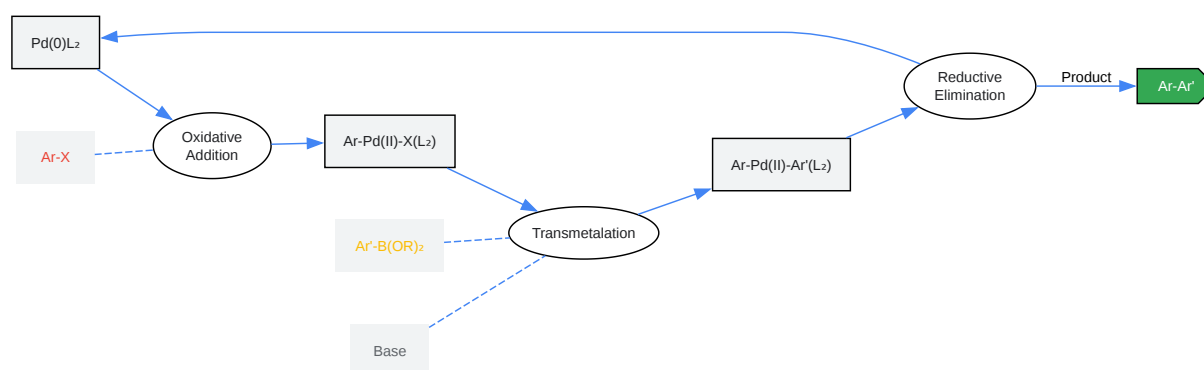 Pd(0)L₂
Ar-X
Oxidative
Addition
Ar-Pd(II)-X(L₂)
Ar'-B(OR)₂
Base
Transmetalation
Ar-Pd(II)-Ar'(L₂)
Reductive
Elimination
Product
Ar-Ar'